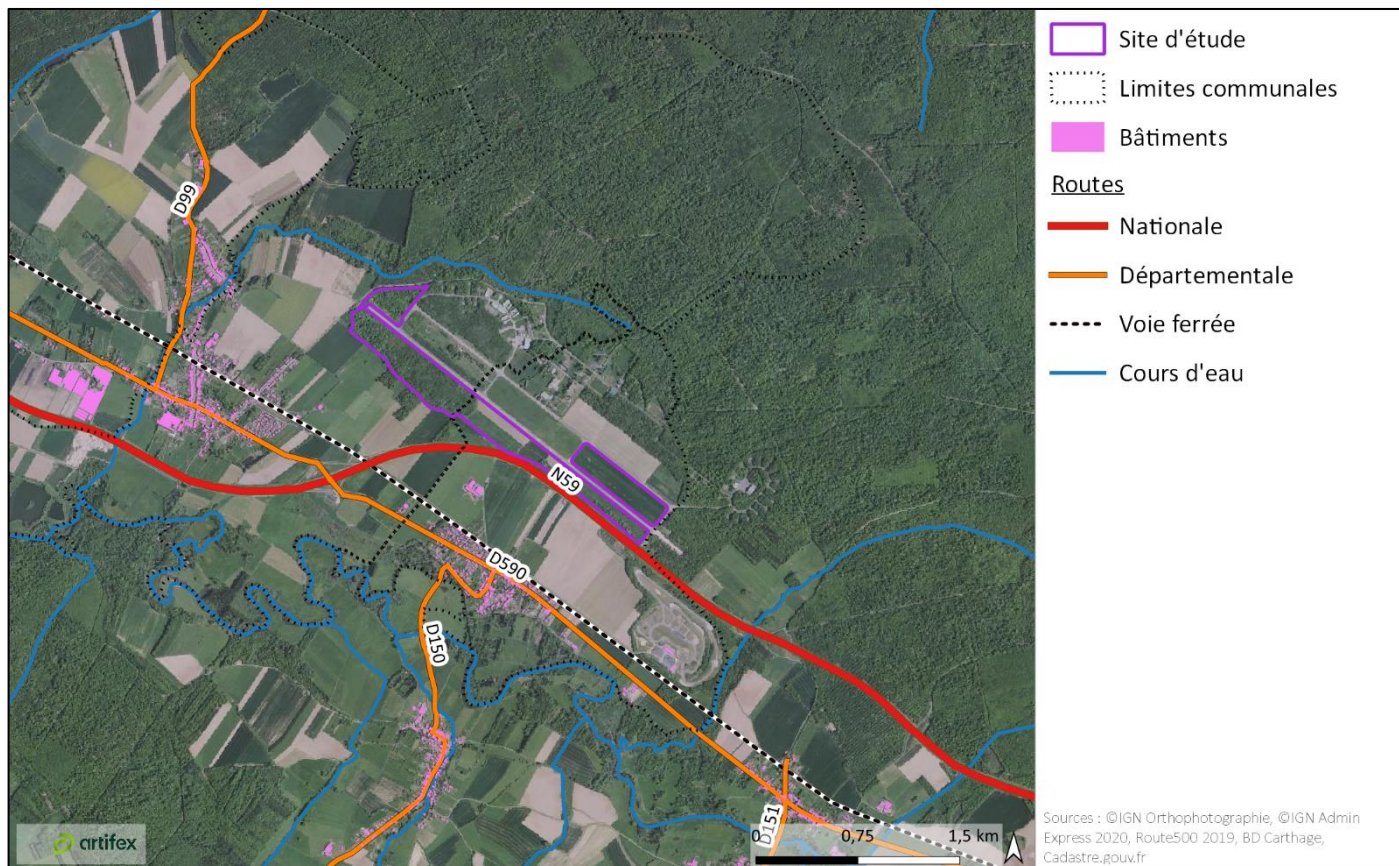 Site d'étude
Limites communales
Bâtiments
Routes
Nationale
Départementale
Voie ferrée
Cours d'eau
D99
N59
D590
D150
D151
artifex
0 0,75 1,5 km
Sources : ©IGN Orthophotographie, ©IGN Admin
Express 2020, Route500 2019, BD Carthage,
Cadastre.gouv.fr